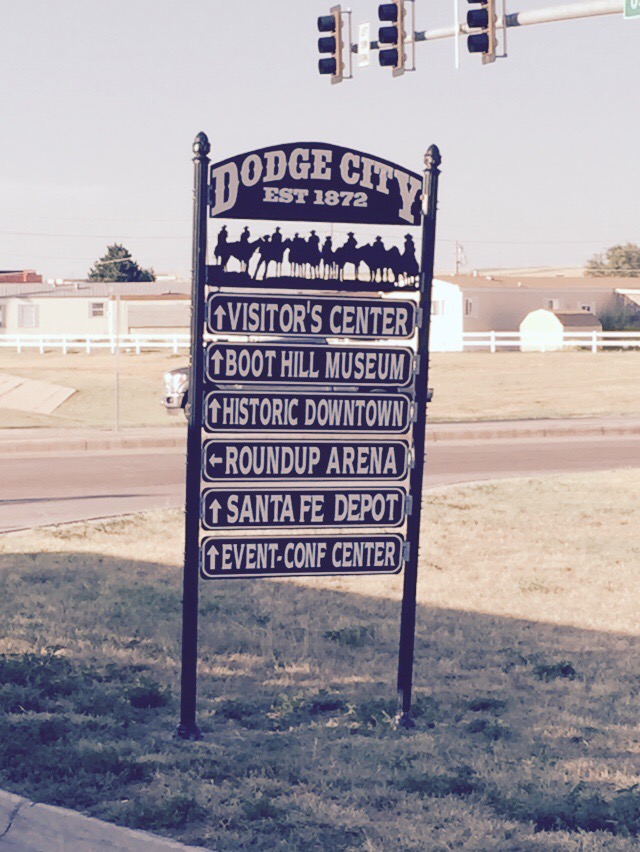 DODGE CITY
EST 1872
↑VISITOR'S CENTER
↑BOOT HILL MUSEUM
↑HISTORIC DOWNTOWN
←ROUNDUP ARENA
↑SANTA FE DEPOT
↑EVENT-CONF CENTER